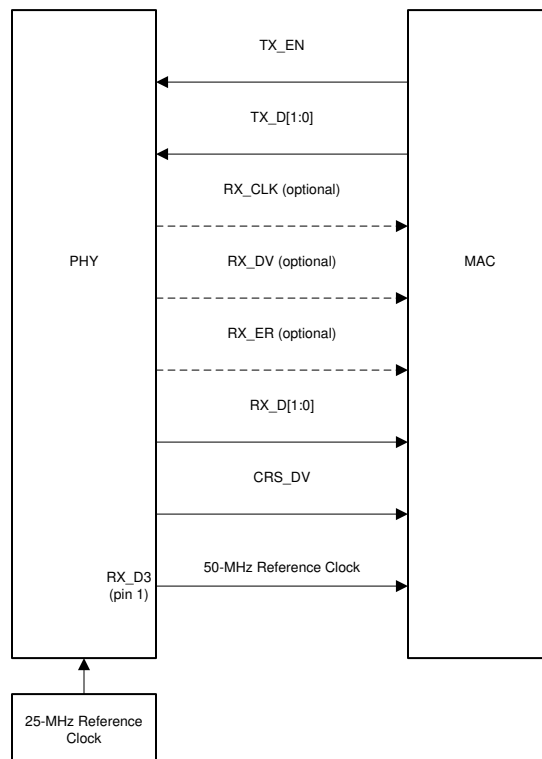 TX_EN
TX_D[1:0]
RX_CLK (optional)
PHY
RX_DV (optional)
MAC
RX_ER (optional)
RX_D[1:0]
CRS_DV
RX_D3
(pin 1)
50-MHz Reference Clock
25-MHz Reference
Clock